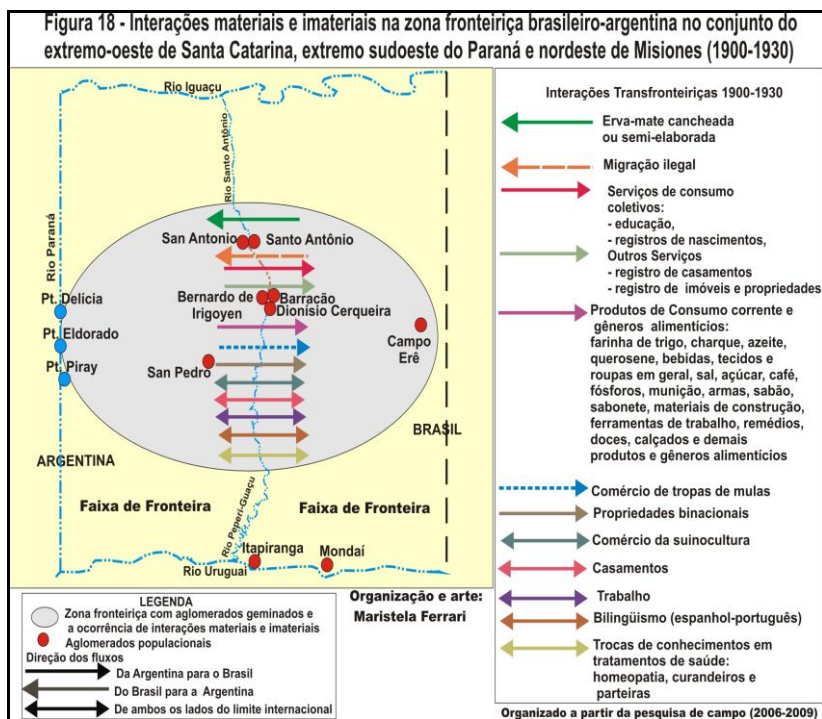 Figura 18 - Interações materiais e imateriais na zona fronteiriça brasileiro-argentina no conjunto do
extremo-oeste de Santa Catarina, extremo sudoeste do Paraná e nordeste de Misiones (1900-1930)
Rio Iguaçu
Rio Santo Antônio
Rio Paraná
San Antonio
Santo Antônio
Pt. Delícia
Bernardo de
Irigoyen
Barracão
Dionísio Cerqueira
Pt. Eldorado
Campo
Erê
Pt. Piray
San Pedro
BRASIL
ARGENTINA
Faixa de Fronteira
Faixa de Fronteira
Rio Peperi-Guaçu
Itapiranga
Mondaí
Rio Uruguai
LEGENDA
Zona fronteiriça com aglomerados geminados e
a ocorrência de interações materiais e imateriais
Aglomerados populacionais
Direção dos fluxos
Da Argentina para o Brasil
Do Brasil para a Argentina
De ambos os lados do limite internacional
Organização e arte:
Maristela Ferrari
Interações Transfronteiriças 1900-1930
Erva-mate cancheada
ou semi-elaborada
Migração ilegal
Serviços de consumo
coletivos:
- educação,
- registros de nascimentos,
Outros Serviços
- registro de casamentos
- registro de imóveis e propriedades
Produtos de Consumo corrente e
gêneros alimentícios:
farinha de trigo, charque, azeite,
querosene, bebidas, tecidos e
roupas em geral, sal, açúcar, café,
fósforos, munição, armas, sabão,
sabonete, materiais de construção,
ferramentas de trabalho, remédios,
doces, calçados e demais
produtos e gêneros alimentícios
Comércio de tropas de mulas
Propriedades binacionais
Comércio da suinocultura
Casamentos
Trabalho
Bilingüismo (espanhol-português)
Trocas de conhecimentos em
tratamentos de saúde:
homeopatia, curandeiros e
parteiras
Organizado a partir da pesquisa de campo (2006-2009)